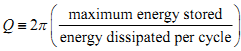 Q ≡ 2π ( maximum energy stored / energy dissipated per cycle )